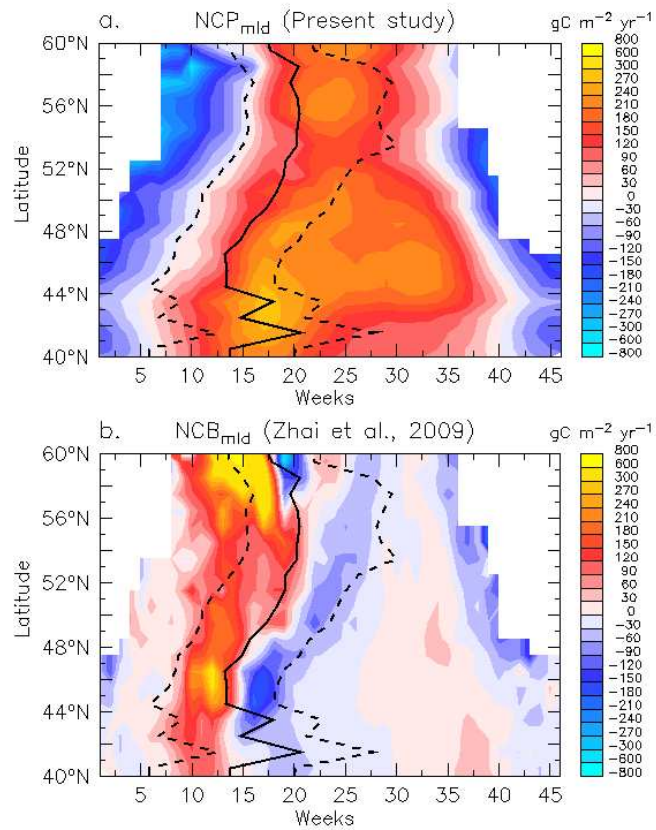 a. NCPmld (Present study) gC m⁻² yr⁻¹
60°N
56°N
52°N
48°N
44°N
40°N
Latitude
5 10 15 20 25 30 35 40 45
Weeks
800
600
300
270
240
210
180
150
120
90
60
30
0
−30
−60
−90
−120
−150
−180
−210
−240
−270
−300
−600
−800
b. NCBmld (Zhai et al., 2009) gC m⁻² yr⁻¹
60°N
56°N
52°N
48°N
44°N
40°N
Latitude
5 10 15 20 25 30 35 40 45
Weeks
800
600
300
270
240
210
180
150
120
90
60
30
0
−30
−60
−90
−120
−150
−180
−210
−240
−270
−300
−600
−800